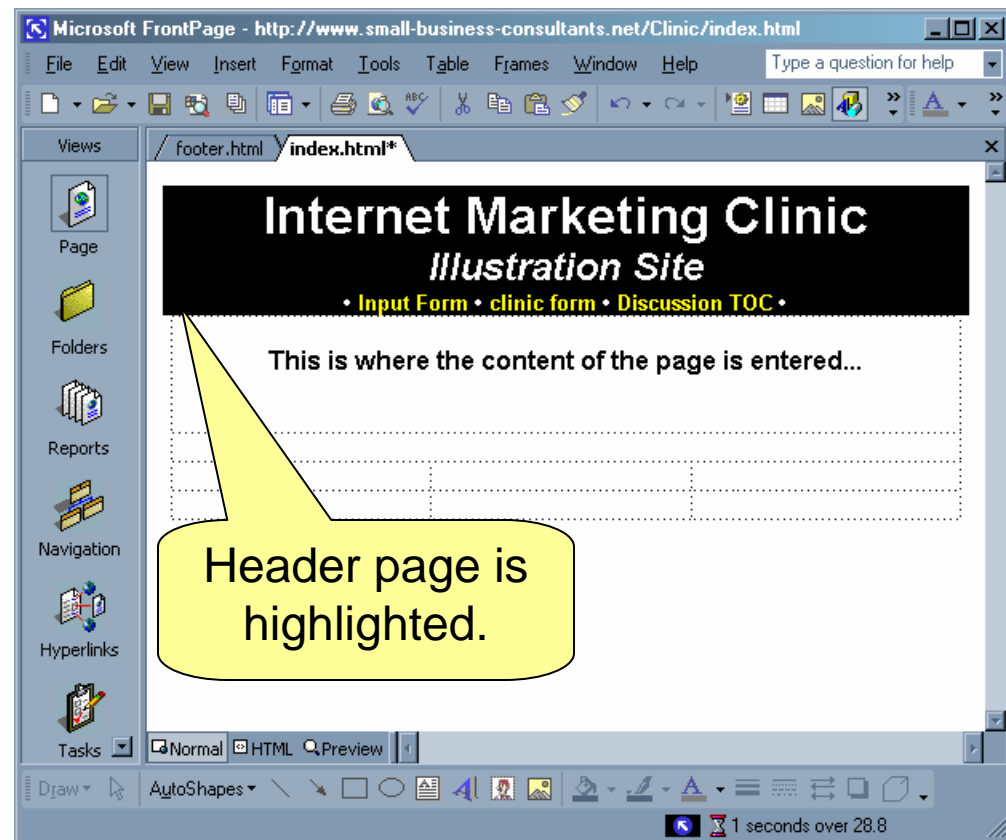 Microsoft FrontPage - http://www.small-business-consultants.net/Clinic/index.html
File Edit View Insert Format Tools Table Frames Window Help Type a question for help
ABC A
Views footer.html index.html*
Internet Marketing Clinic
Illustration Site
• Input Form • clinic form • Discussion TOC •
This is where the content of the page is entered...
Page
Folders
Reports
Navigation
Hyperlinks
Tasks
Header page is
highlighted.
Normal HTML Preview
Draw AutoShapes A A
1 seconds over 28.8